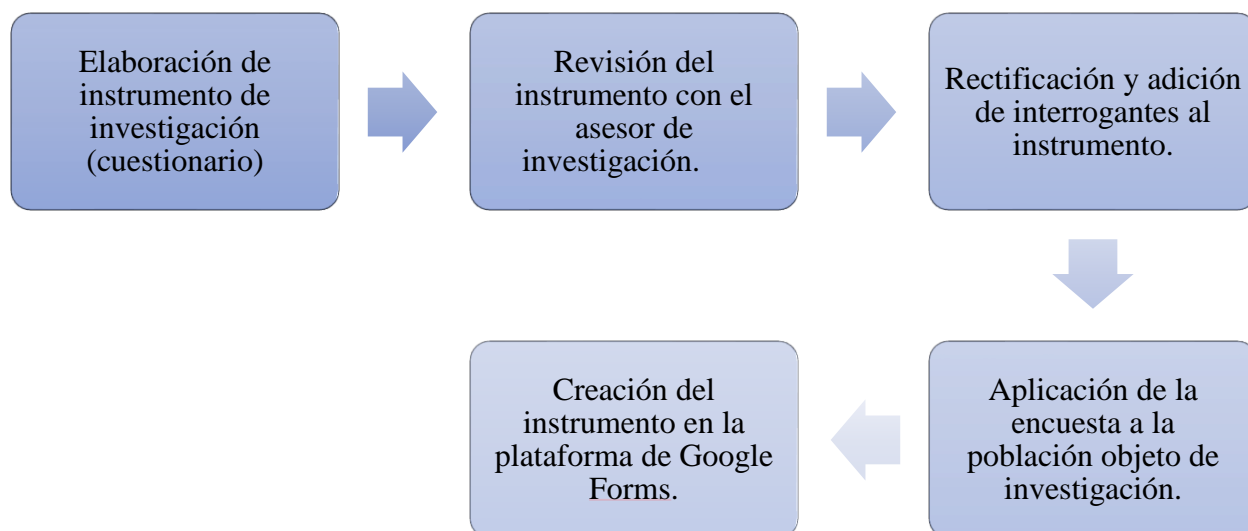 Elaboración de
instrumento de
investigación
(cuestionario)
Revisión del
instrumento con el
asesor de
investigación.
Rectificación y adición
de interrogantes al
instrumento.
Aplicación de la
encuesta a la
población objeto de
investigación.
Creación del
instrumento en la
plataforma de Google
Forms.